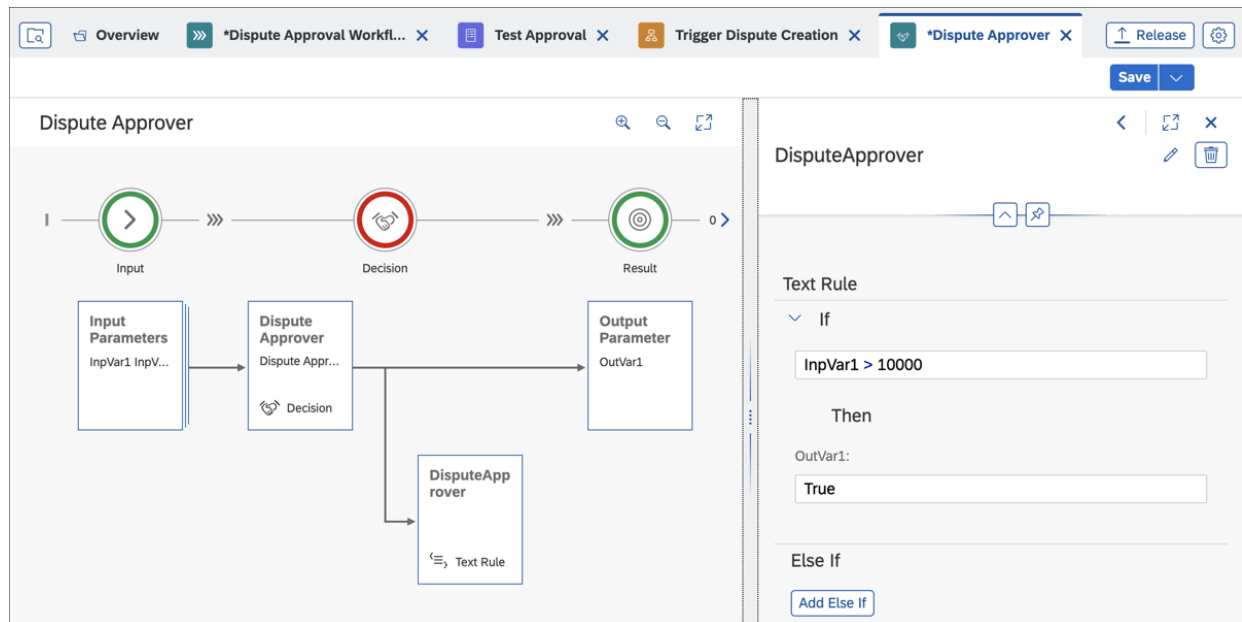 Overview
*Dispute Approval Workfl...
Test Approval
Trigger Dispute Creation
*Dispute Approver
Release
Save
Dispute Approver
Input
Decision
Result
0
Input
Parameters
InpVar1 InpV...
Dispute
Approver
Dispute Appr...
Decision
Output
Parameter
OutVar1
DisputeApp
rover
Text Rule
DisputeApprover
Text Rule
If
InpVar1 > 10000
Then
OutVar1:
True
Else If
Add Else If